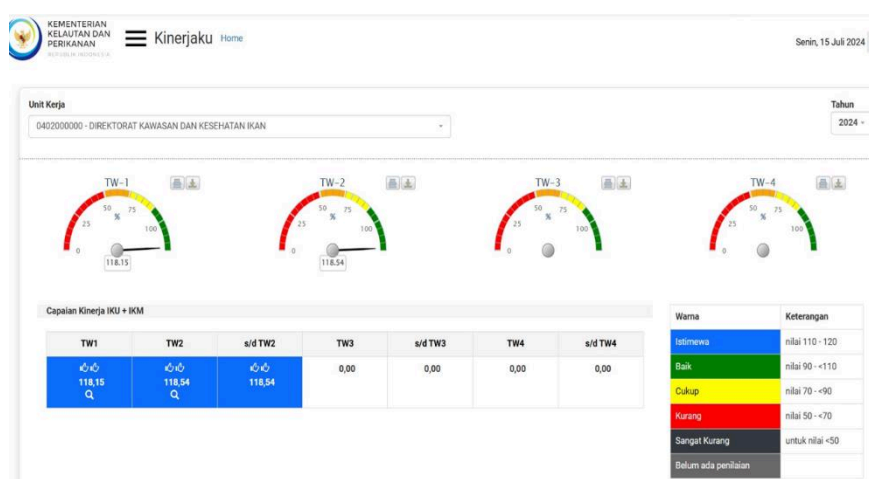 KEMENTERIAN
KELAUTAN DAN
PERIKANAN
REPUBLIK INDONESIA
Kinerjaku Home
Senin, 15 Juli 2024
Unit Kerja
Tahun
0402000000 - DIREKTORAT KAWASAN DAN KESEHATAN IKAN
2024
TW-1
0 25 50 75 100
%
118.15
TW-2
0 25 50 75 100
%
118.54
TW-3
0 25 50 75 100
%
TW-4
0 25 50 75 100
%
Capaian Kinerja IKU + IKM
TW1 TW2 s/d TW2 TW3 s/d TW3 TW4 s/d TW4
118,15 118,54 118,54 0,00 0,00 0,00 0,00
Warna Keterangan
Istimewa nilai 110 - 120
Baik nilai 90 - <110
Cukup nilai 70 - <90
Kurang nilai 50 - <70
Sangat Kurang untuk nilai <50
Belum ada penilaian